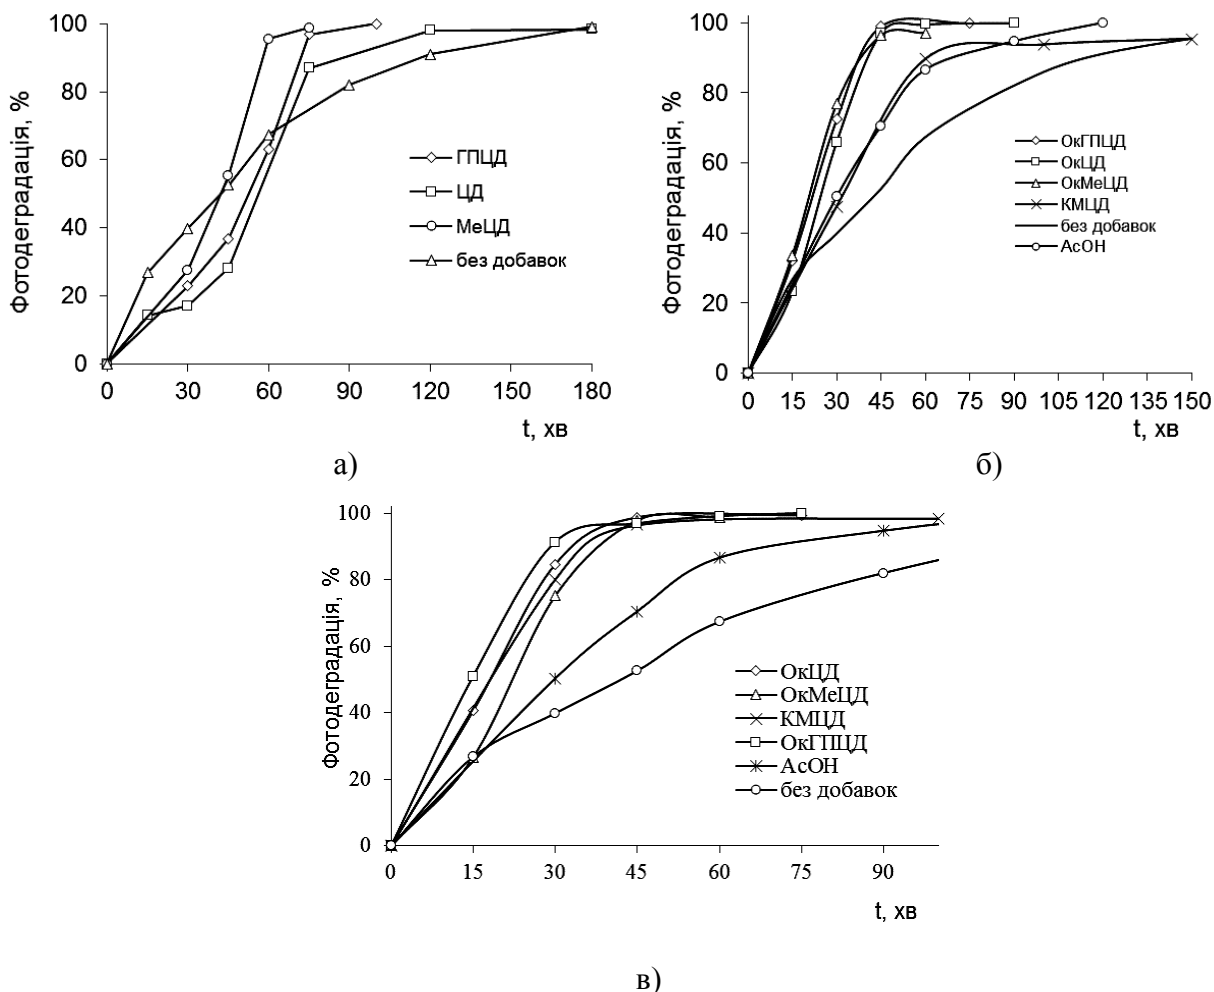 Фотодеградація, %
100
80
60
40
20
0
0 30 60 90 120 150 180
t, хв
ГПЦД
ЦД
МеЦД
без добавок
а)
Фотодеградація, %
100
80
60
40
20
0
0 15 30 45 60 75 90 105 120 135 150
t, хв
ОкГПЦД
ОкЦД
ОкМеЦД
КМЦД
без добавок
AcOH
б)
Фотодеградація, %
100
80
60
40
20
0
0 15 30 45 60 75 90
t, хв
ОкЦД
ОкМеЦД
КМЦД
ОкГПЦД
AcOH
без добавок
в)